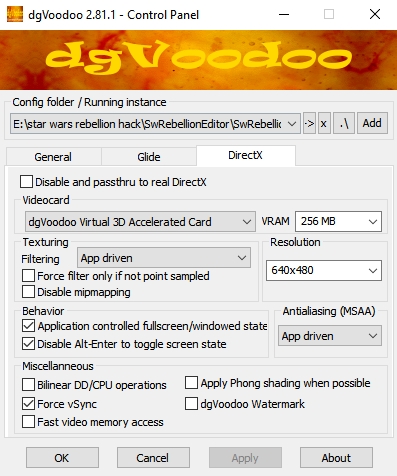 dgVoodoo 2.81.1 - Control Panel
dgVoodoo
Config folder / Running instance
E:\star wars rebellion hack\SwRebellionEditor\SwRebellic -> x .\ Add
General Glide DirectX
Disable and passthru to real DirectX
Videocard
dgVoodoo Virtual 3D Accelerated Card VRAM 256 MB
Texturing
Filtering App driven
Force filter only if not point sampled
Disable mipmapping
Resolution
640x480
Behavior
Application controlled fullscreen/windowed state
Disable Alt-Enter to toggle screen state
Antialiasing (MSAA)
App driven
Miscellaneous
Bilinear DD/CPU operations
Force vSync
Fast video memory access
Apply Phong shading when possible
dgVoodoo Watermark
OK Cancel Apply About